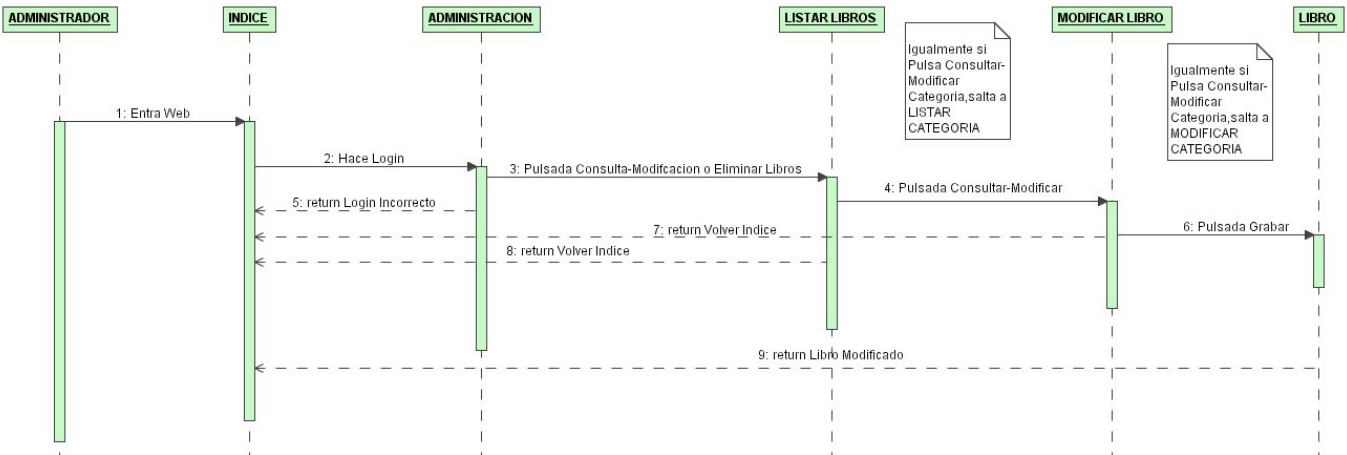 ADMINISTRADOR
INDICE
ADMINISTRACION
LISTAR LIBROS
MODIFICAR LIBRO
LIBRO
Igualmente si
Pulsa Consultar-
Modificar
Categoria,salta a
LISTAR
CATEGORIA
Igualmente si
Pulsa Consultar-
Modificar
Categoria,salta a
MODIFICAR
CATEGORIA
1: Entra Web
2: Hace Login
3: Pulsada Consulta-Modifcacion o Eliminar Libros
4: Pulsada Consultar-Modificar
5: return Login Incorrecto
6: Pulsada Grabar
7: return Volver Indice
8: return Volver Indice
9: return Libro Modificado